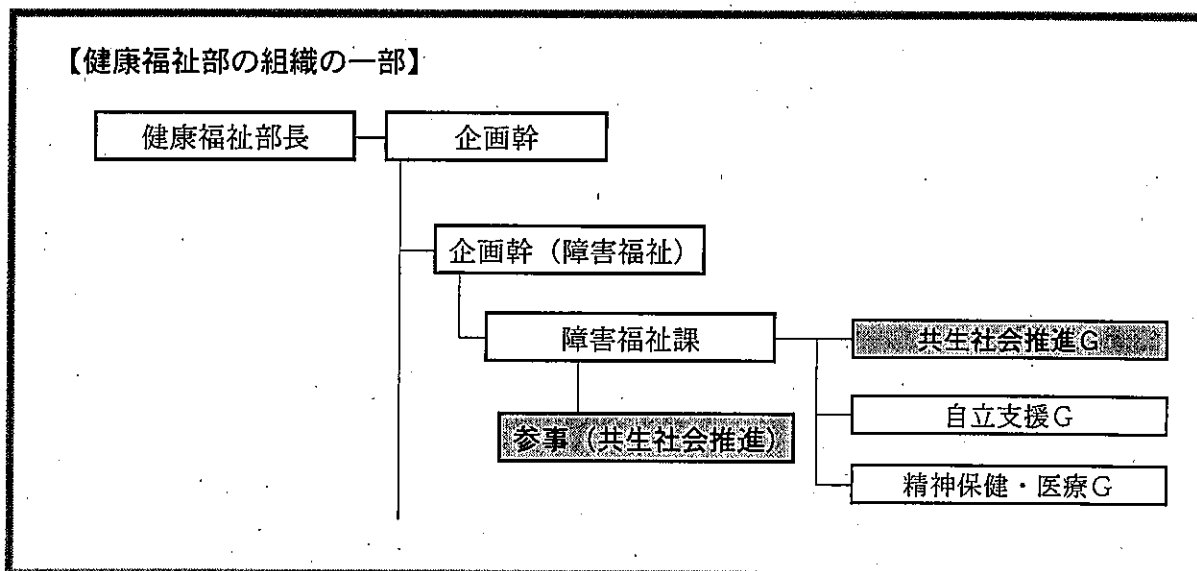 【健康福祉部の組織の一部】
健康福祉部長
企画幹
企画幹（障害福祉）
障害福祉課
共生社会推進G
参事（共生社会推進）
自立支援G
精神保健・医療G